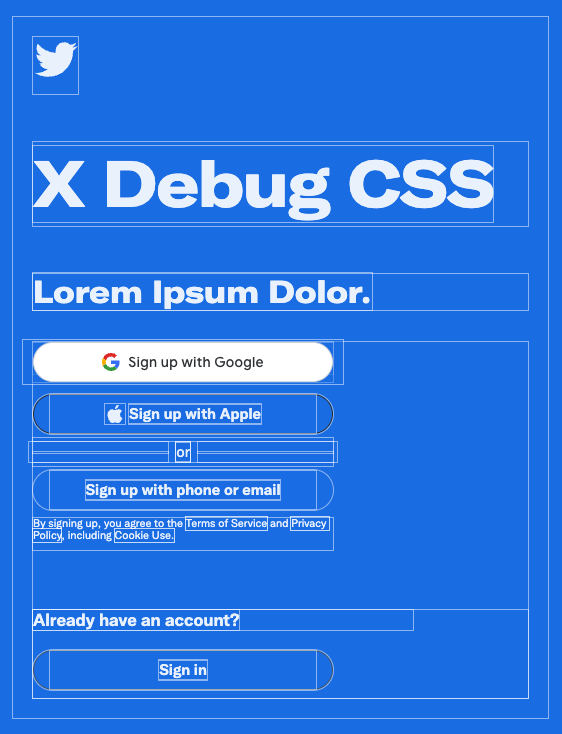 X Debug CSS
Lorem Ipsum Dolor.
Sign up with Google
Sign up with Apple
or
Sign up with phone or email
By signing up, you agree to the Terms of Service and Privacy
Policy, including Cookie Use.
Already have an account?
Sign in